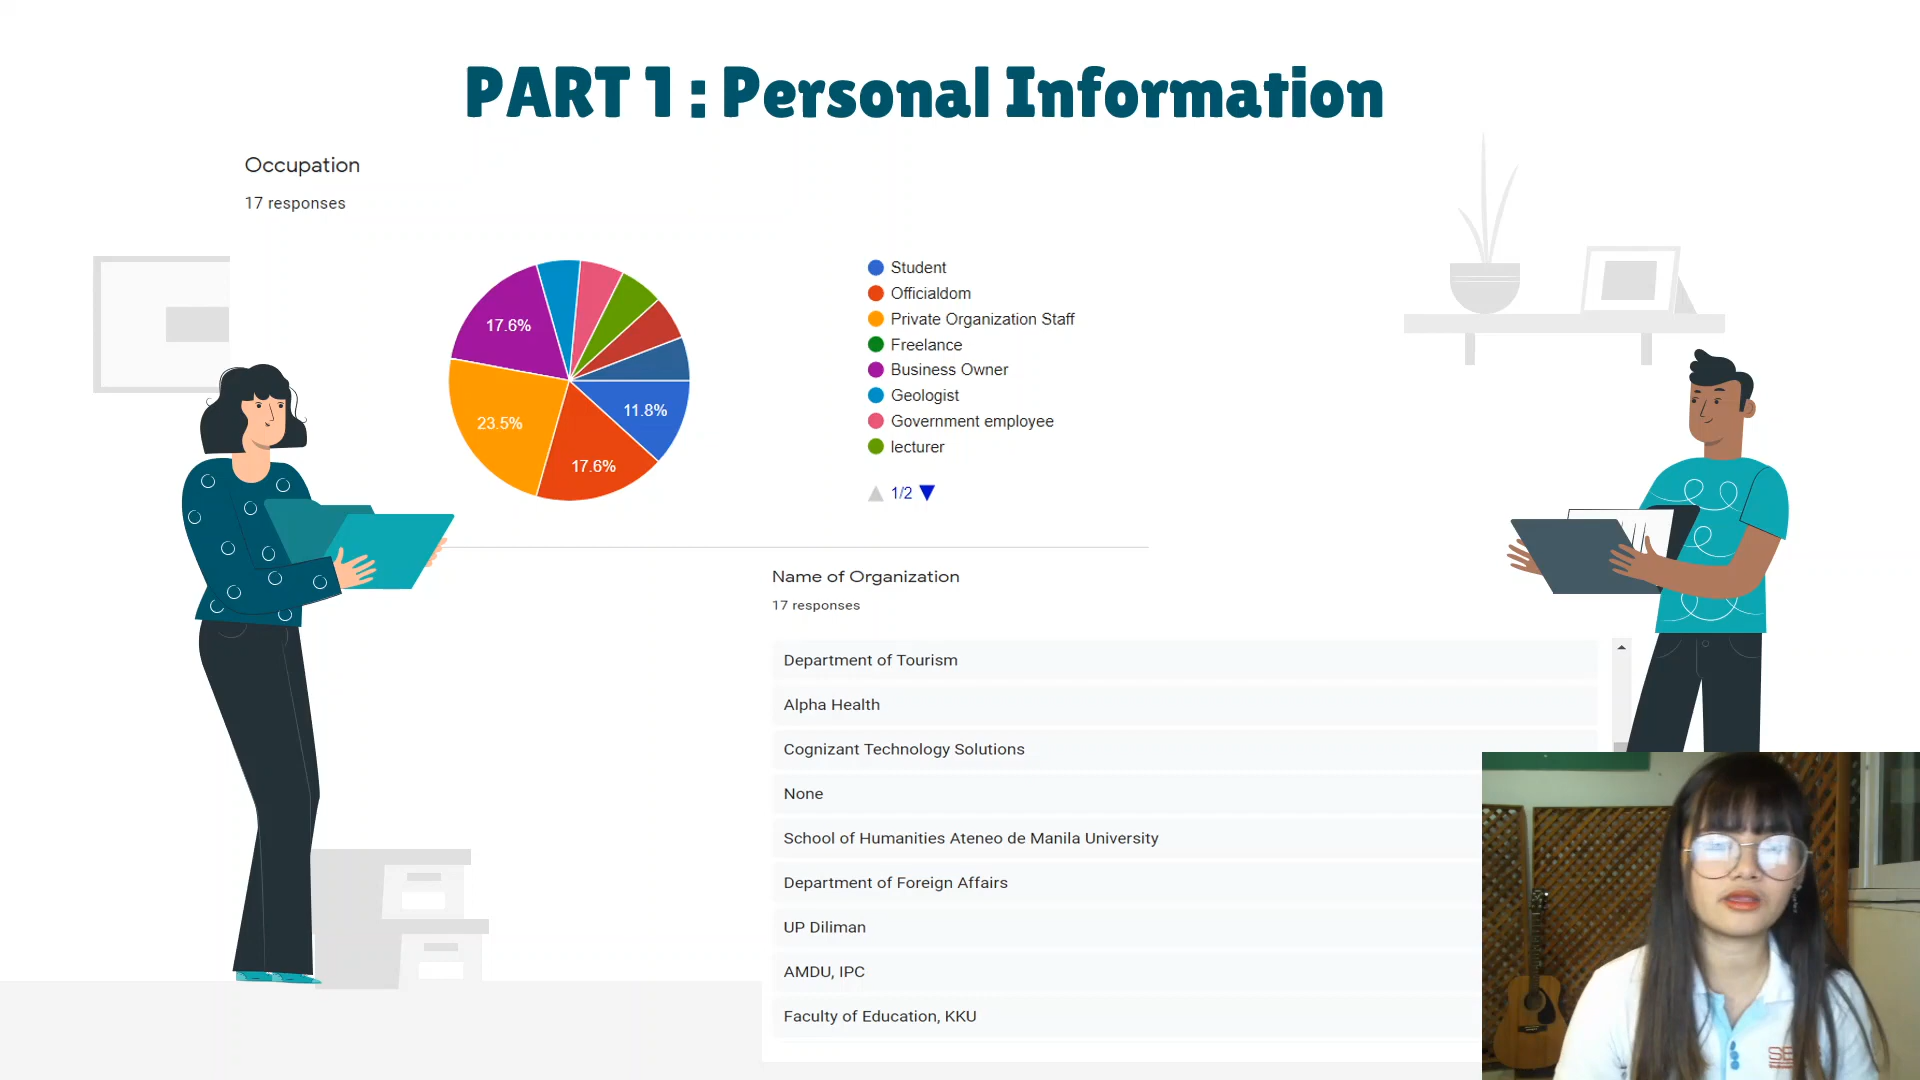 PART 1 : Personal Information
Occupation
17 responses
17.6%
23.5%
11.8%
17.6%
Student
Officialdom
Private Organization Staff
Freelance
Business Owner
Geologist
Government employee
lecturer
1/2
Name of Organization
17 responses
Department of Tourism
Alpha Health
Cognizant Technology Solutions
None
School of Humanities Ateneo de Manila University
Department of Foreign Affairs
UP Diliman
AMDU, IPC
Faculty of Education, KKU